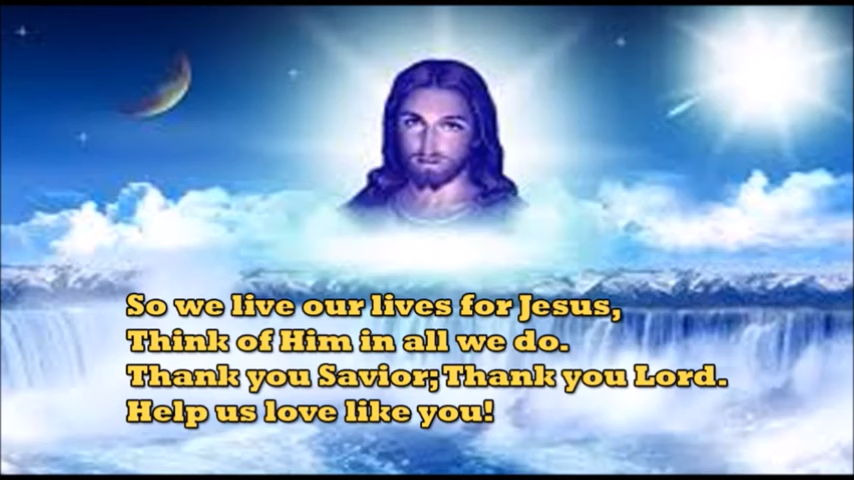 So we live our lives for Jesus,
Think of Him in all we do.
Thank you Savior; Thank you Lord.
Help us love like you!